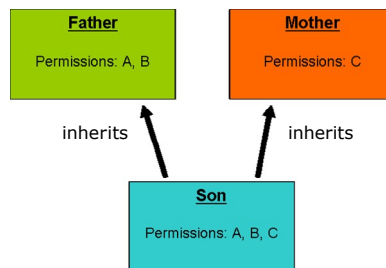 Father
Permissions: A, B
Mother
Permissions: C
inherits
inherits
Son
Permissions: A, B, C